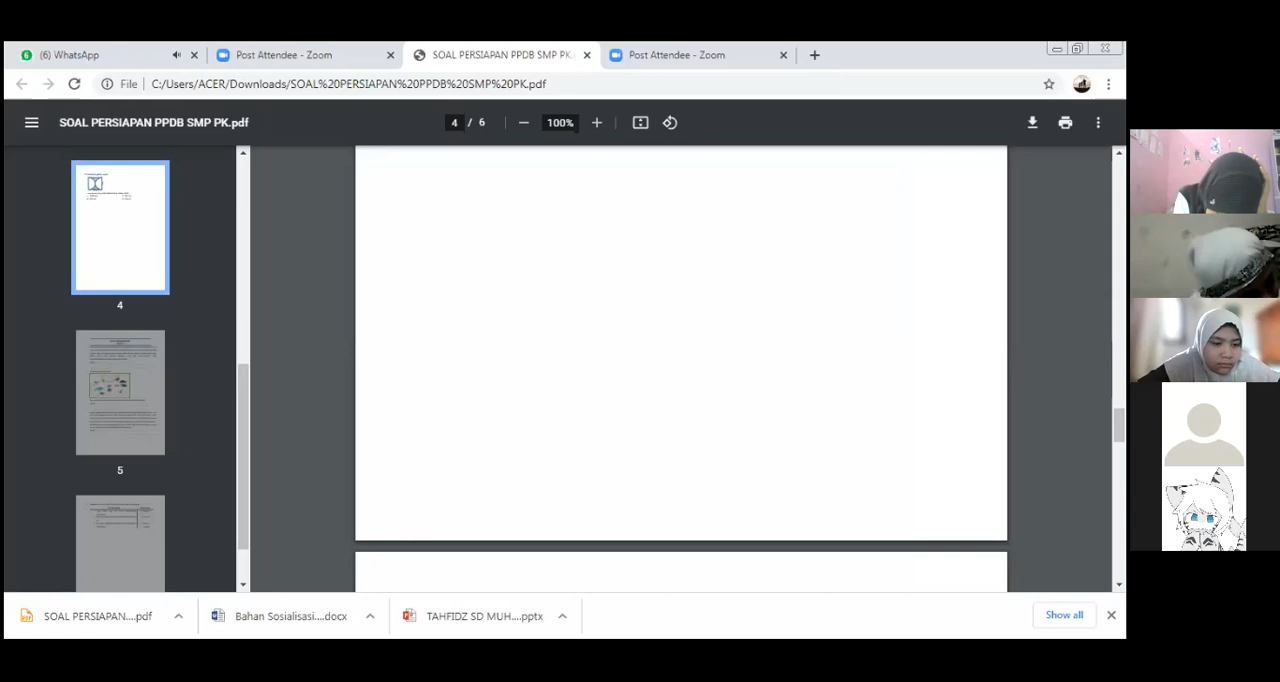 (6) WhatsApp
Post Attendee - Zoom
SOAL PERSIAPAN PPDB SMP PK.
Post Attendee - Zoom
File
C:/Users/ACER/Downloads/SOAL%20PERSIAPAN%20PPDB%20SMP%20PK.pdf
SOAL PERSIAPAN PPDB SMP PK.pdf
4 / 6
100%
4
5
SOAL PERSIAPAN....pdf
Bahan Sosialisasi....docx
TAHFIDZ SD MUH....pptx
Show all